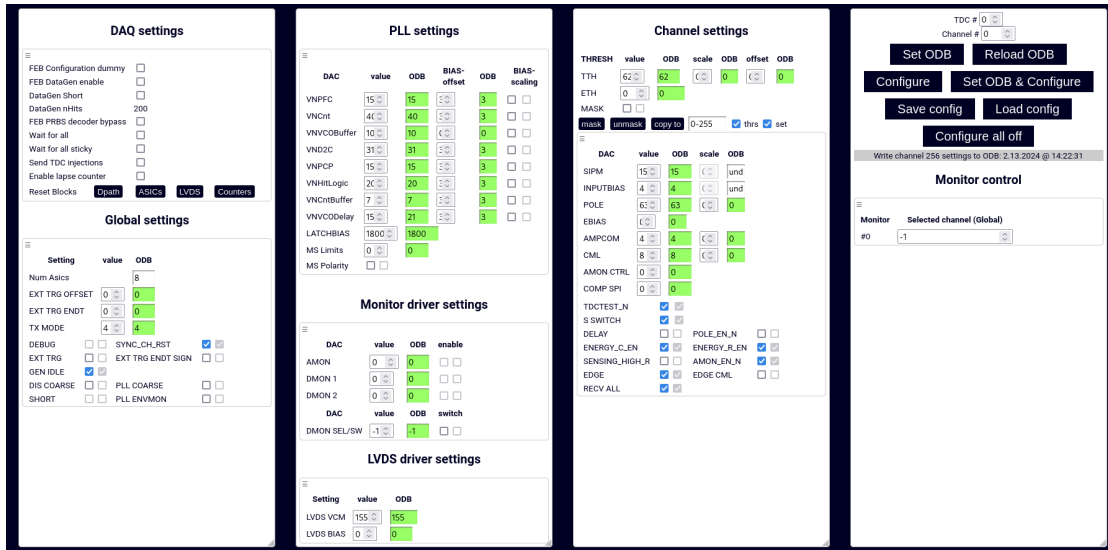 DAQ settings
FEB Configuration dummy
FEB DataGen enable
DataGen Short
DataGen nHits 200
FEB PRBS decoder bypass
Wait for all
Wait for all sticky
Send TDC injections
Enable lapse counter
Reset Blocks Dpath ASICs LVDS Counters
Global settings
Setting value ODB
Num Asics 8
EXT TRG OFFSET 0 0
EXT TRG ENDT 0 0
TX MODE 4 4
DEBUG SYNC_CH_RST
EXT TRG EXT TRG ENDT SIGN
GEN IDLE
DIS COARSE PLL COARSE
SHORT PLL ENVMON
PLL settings
DAC value ODB BIAS-offset ODB BIAS-scaling
VNPFC 15 15 3
VNCnt 40 3
VNVCOBuffer 10 10 0
VND2C 31 31 3
VNPCP 15 15 3
VNHitLogic 20 3
VNCntBuffer 7 7 3
VNVCODelay 15 21 3
LATCHBIAS 1800 1800
MS Limits 0 0
MS Polarity
Monitor driver settings
DAC value ODB enable
AMON 0 0
DMON 1 0 0
DMON 2 0 0
DAC value ODB switch
DMON SEL/SW -1 -1
LVDS driver settings
Setting value ODB
LVDS VCM 155 155
LVDS BIAS 0 0
Channel settings
THRESH value ODB scale ODB offset ODB
TTH 62 62 0 0
ETH 0 0
MASK
mask unmask copy to 0-255 thrs set
DAC value ODB scale ODB
SIPM 15 15 und
INPUTBIAS 4 4 und
POLE 63 0
EBIAS 0
AMPCOM 4 4 0
CML 8 8 0
AMON CTRL 0 0
COMP SPI 0 0
TDCTEST_N
S SWITCH
DELAY POLE_EN_N
ENERGY_C_EN ENERGY_R_EN
SENSING_HIGH_R AMON_EN_N
EDGE EDGE CML
RECV ALL
TDC # 0
Channel # 0
Set ODB Reload ODB
Configure Set ODB & Configure
Save config Load config
Configure all off
Write channel 256 settings to ODB: 2.13.2024 @ 14:22:31
Monitor control
Monitor Selected channel (Global)
#0 -1